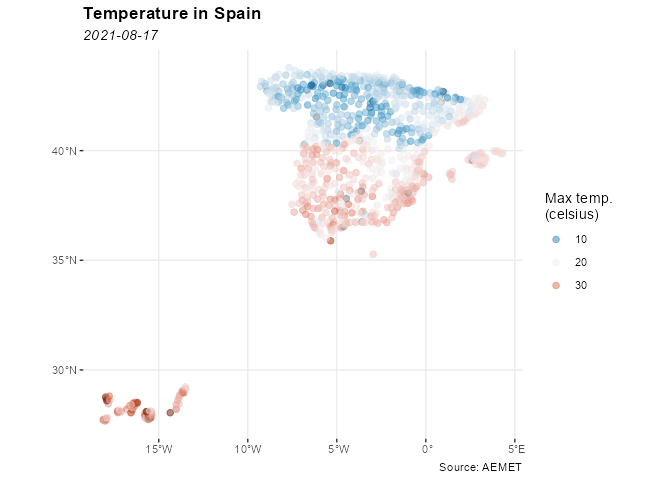 Temperature in Spain
2021-08-17
40°N
35°N
30°N
15°W
10°W
5°W
0°
5°E
Max temp.
(celsius)
10
20
30
Source: AEMET